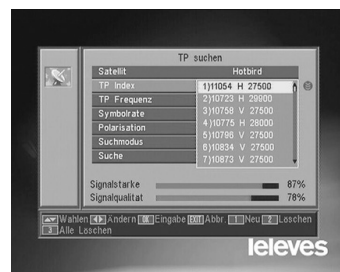 TP suchen
Satellit Hotbird
TP Index 1)11054 H 27500
TP Frequenz 2)10723 H 29900
Symbolrate 3)10758 V 27500
Polarisation 4)10775 H 28000
Suchmodus 5)10796 V 27500
Suche 6)10834 V 27500
7)10873 V 27500
Signalstarke 87%
Signalqualitat 78%
Wahlen Ändern OK Eingabe EXIT Abbr. 1 Neu 2 Loschen
3 Alle Loschen
leleves